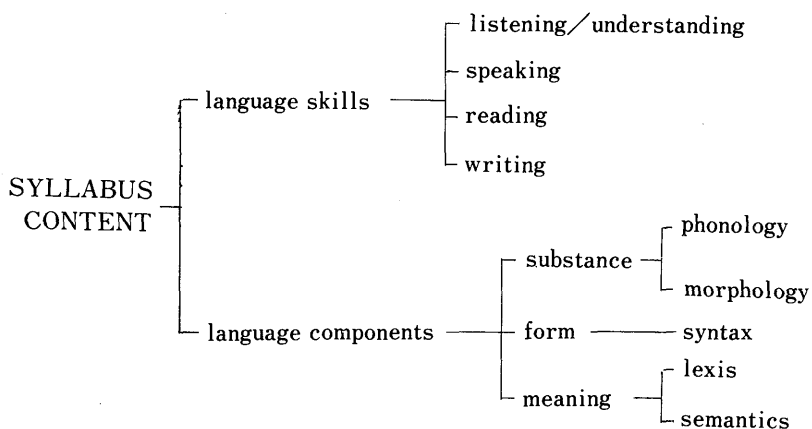 listening/understanding
speaking
language skills
reading
writing
SYLLABUS
CONTENT
phonology
substance
morphology
language components
form
syntax
lexis
meaning
semantics